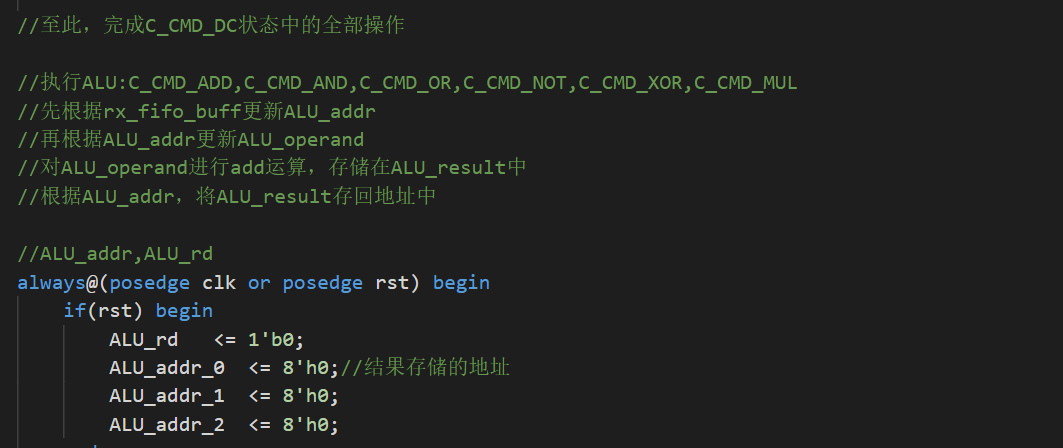 //至此，完成C_CMD_DC状态中的全部操作
//执行ALU:C_CMD_ADD,C_CMD_AND,C_CMD_OR,C_CMD_NOT,C_CMD_XOR,C_CMD_MUL
//先根据rx_fifo_buff更新ALU_addr
//再根据ALU_addr更新ALU_operand
//对ALU_operand进行add运算，存储在ALU_result中
//根据ALU_addr，将ALU_result存回地址中
//ALU_addr,ALU_rd
always@(posedge clk or posedge rst) begin
if(rst) begin
ALU_rd   <= 1'b0;
ALU_addr_0  <= 8'h0;//结果存储的地址
ALU_addr_1  <= 8'h0;
ALU_addr_2  <= 8'h0;